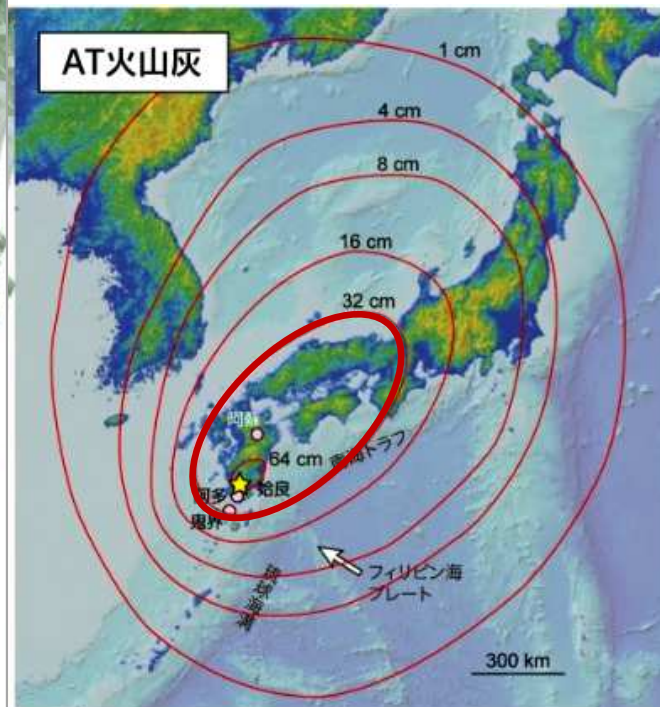 AT火山灰
1 cm
4 cm
8 cm
16 cm
32 cm
阿蘇
64 cm
南海トラフ
阿多
姶良
鬼界
フィリピン海
プレート
琉球海溝
300 km